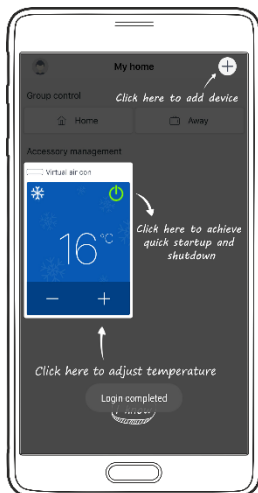 My home
Group control
Click here to add device
Home
Away
Accessory management
Virtual air con
Click here to achieve
quick startup and
shutdown
16°C
− +
Click here to adjust temperature
Login completed